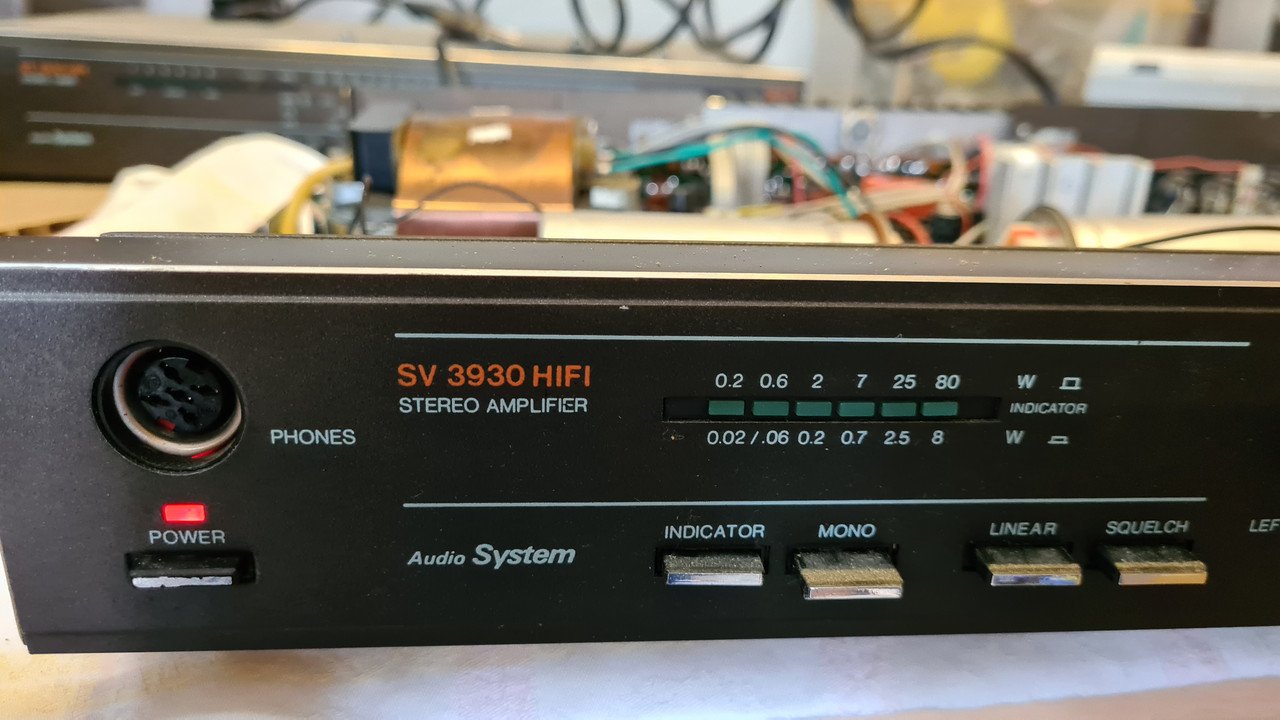 SV 3930 HIFI
STEREO AMPLIFIER
0.2 0.6 2 7 25 80 W
INDICATOR
0.02 /.06 0.2 0.7 2.5 8 W
PHONES
POWER
Audio System
INDICATOR MONO LINEAR SQUELCH LEF